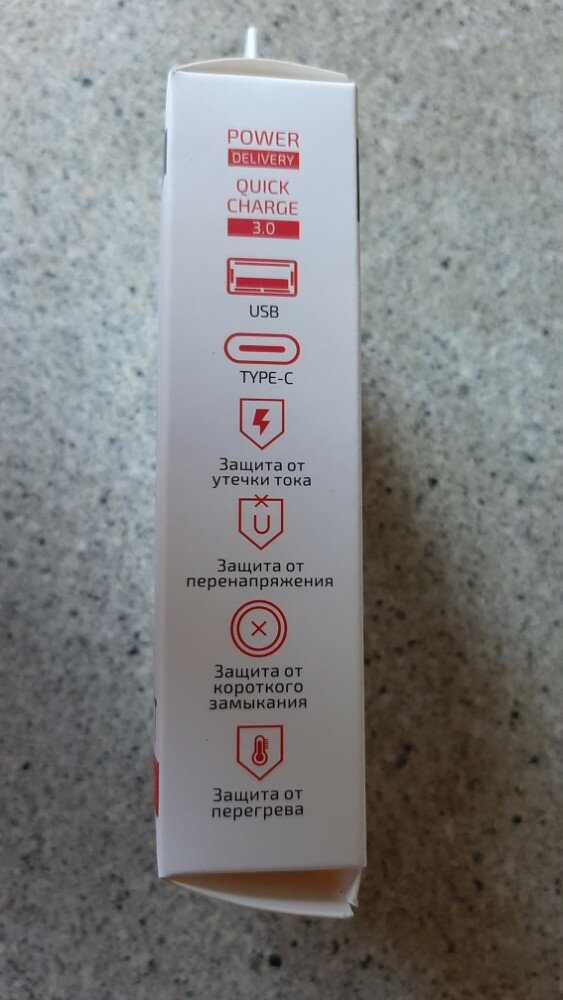 POWER
DELIVERY
QUICK
CHARGE
3.0
USB
TYPE-C
Защита от
утечки тока
U
Защита от
перенапряжения
Защита от
короткого
замыкания
Защита от
перегрева